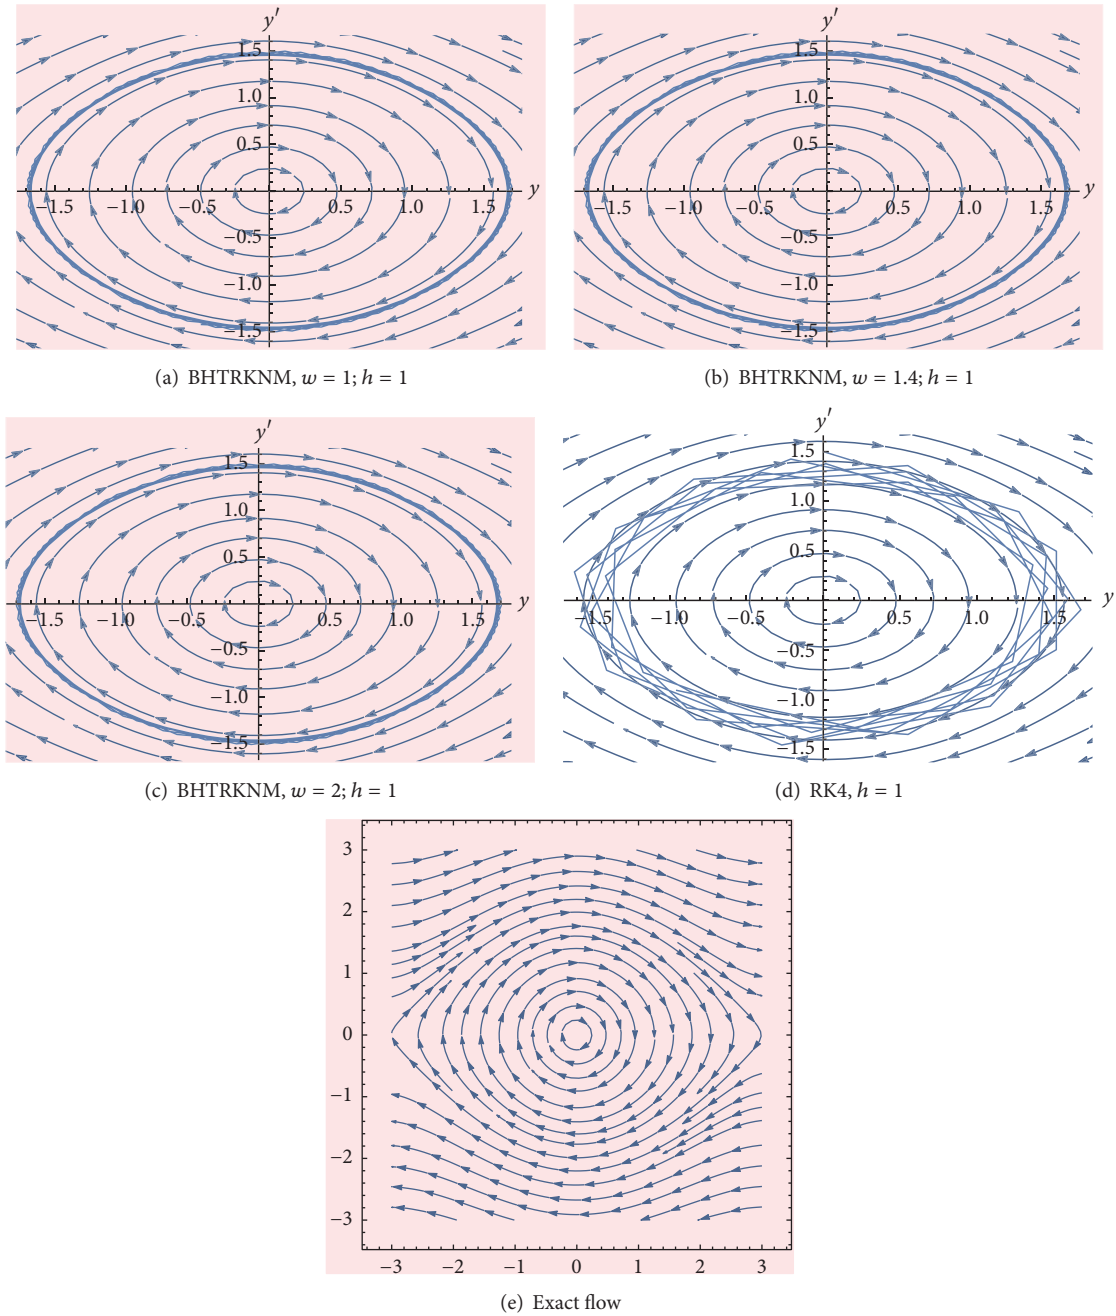 y′
1.5
1.0
0.5
y
−1.5 −1.0 −0.5 0.5 1.0 1.5
−0.5
−1.0
−1.5
(a) BHTRKNM, w = 1; h = 1
y′
1.5
1.0
0.5
y
−1.5 −1.0 −0.5 0.5 1.0 1.5
−0.5
−1.0
−1.5
(b) BHTRKNM, w = 1.4; h = 1
y′
1.5
1.0
0.5
y
−1.5 −1.0 −0.5 0.5 1.0 1.5
−0.5
−1.0
−1.5
(c) BHTRKNM, w = 2; h = 1
y′
1.5
1.0
0.5
y
−1.5 −1.0 −0.5 0.5 1.0 1.5
−0.5
−1.0
−1.5
(d) RK4, h = 1
3
2
1
0
−1
−2
−3
−3 −2 −1 0 1 2 3
(e) Exact flow